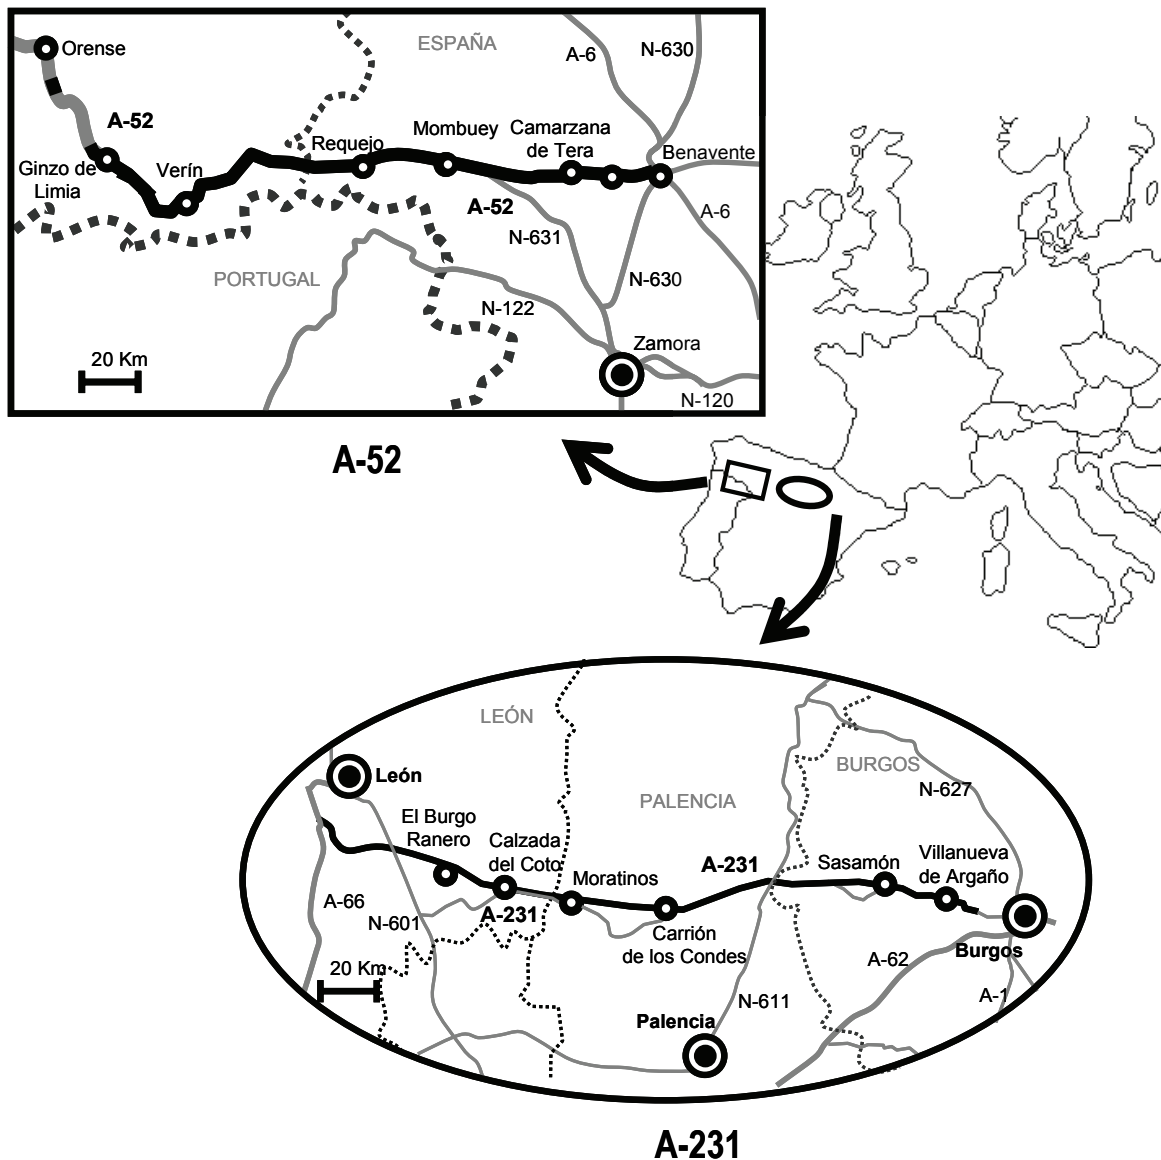 Orense
ESPAÑA
A-6
N-630
A-52
Ginzo de
Limia
Verín
Requejo
Mombuey
Camarzana
de Tera
Benavente
A-52
A-6
N-631
N-630
PORTUGAL
N-122
Zamora
20 Km
N-120
A-52
LEÓN
León
BURGOS
PALENCIA
N-627
El Burgo
Ranero
Calzada
del Coto
Moratinos
A-231
Sasamón
Villanueva
de Argaño
A-66
N-601
A-231
Carrión
de los Condes
Burgos
A-62
20 Km
N-611
A-1
Palencia
A-231